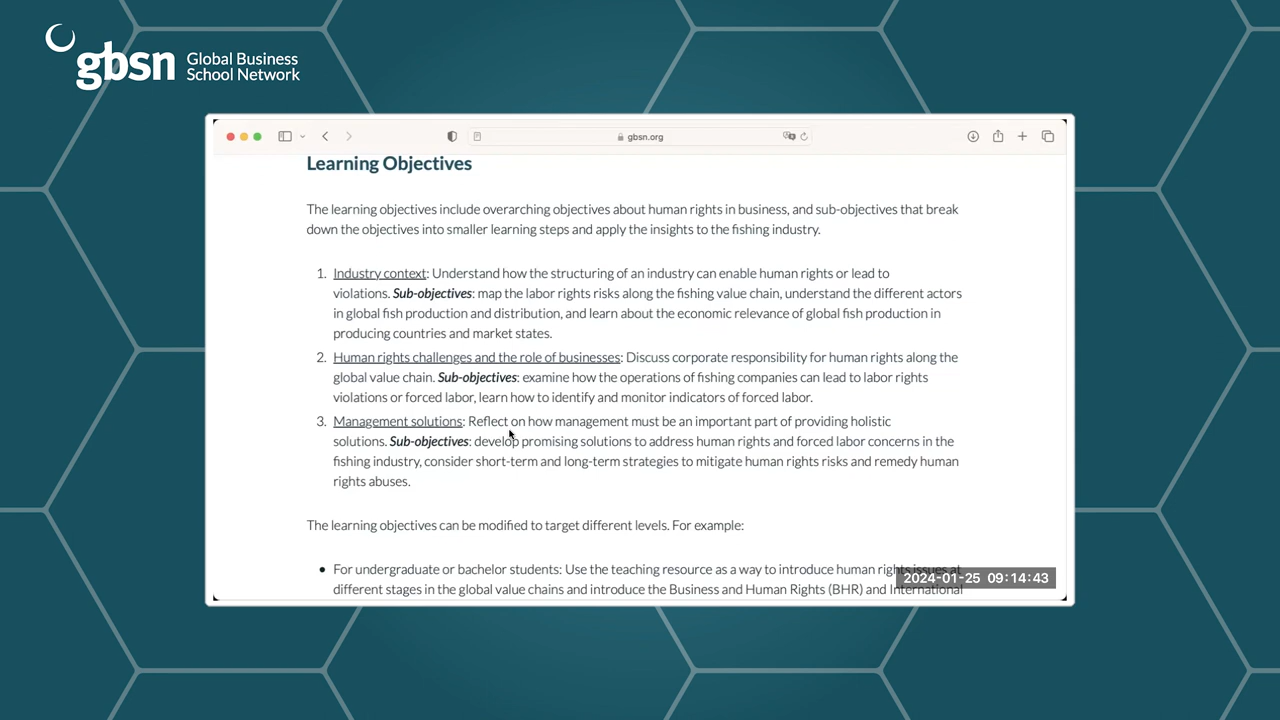 gbsn
Global Business
School Network
gbsn.org
Learning Objectives
The learning objectives include overarching objectives about human rights in business, and sub-objectives that break
down the objectives into smaller learning steps and apply the insights to the fishing industry.
1. Industry context: Understand how the structuring of an industry can enable human rights or lead to
violations. Sub-objectives: map the labor rights risks along the fishing value chain, understand the different actors
in global fish production and distribution, and learn about the economic relevance of global fish production in
producing countries and market states.
2. Human rights challenges and the role of businesses: Discuss corporate responsibility for human rights along the
global value chain. Sub-objectives: examine how the operations of fishing companies can lead to labor rights
violations or forced labor, learn how to identify and monitor indicators of forced labor.
3. Management solutions: Reflect on how management must be an important part of providing holistic
solutions. Sub-objectives: develop promising solutions to address human rights and forced labor concerns in the
fishing industry, consider short-term and long-term strategies to mitigate human rights risks and remedy human
rights abuses.
The learning objectives can be modified to target different levels. For example:
• For undergraduate or bachelor students: Use the teaching resource as a way to introduce human rights issues at
different stages in the global value chains and introduce the Business and Human Rights (BHR) and International
2024-01-25 09:14:43